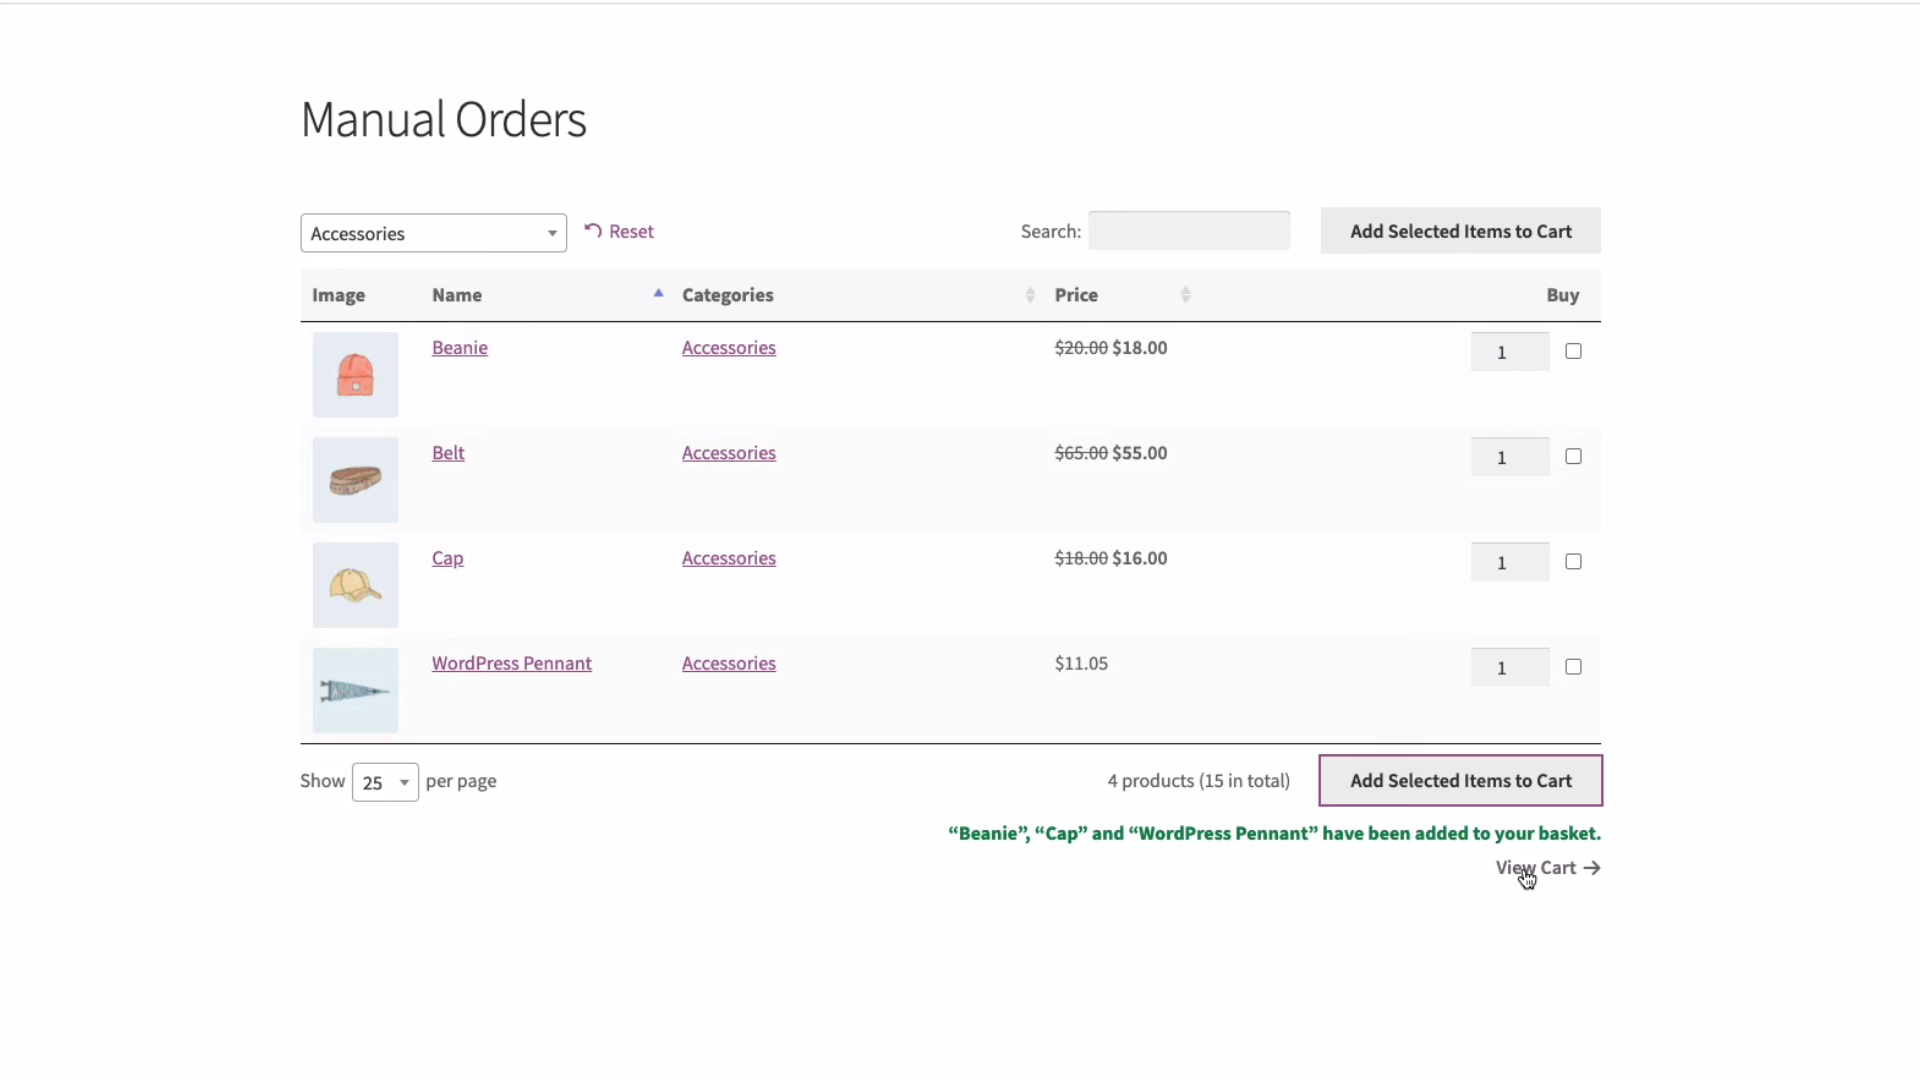 Manual Orders
Accessories
Reset
Search:
Add Selected Items to Cart
Image Name Categories Price Buy
Beanie Accessories $20.00 $18.00 1
Belt Accessories $65.00 $55.00 1
Cap Accessories $18.00 $16.00 1
WordPress Pennant Accessories $11.05 1
Show 25 per page
4 products (15 in total)
Add Selected Items to Cart
“Beanie”, “Cap” and “WordPress Pennant” have been added to your basket.
View Cart →